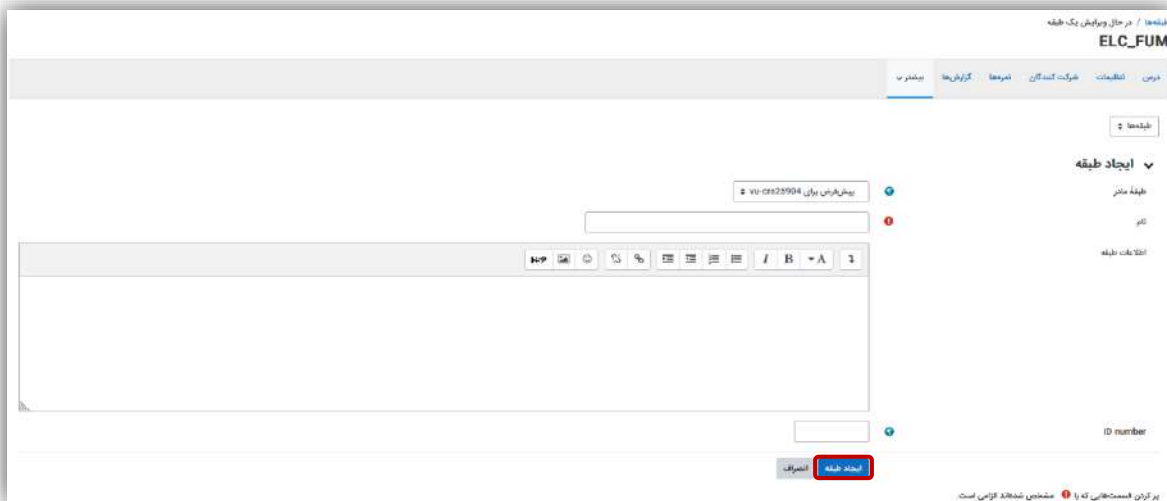 طبقه‌ها / در حال ویرایش یک طبقه
ELC_FUM
درس تنظیمات شرکت کنندگان نمره‌ها گزارش‌ها بیشتر
طبقه‌ها
ایجاد طبقه
طبقهٔ مادر
پیش‌فرض برای vu-crs25904
نام
اطلاعات طبقه
A B I
H-P
ID number
ایجاد طبقه انصراف
پر کردن قسمت‌هایی که با ! مشخص شده‌اند الزامی است.